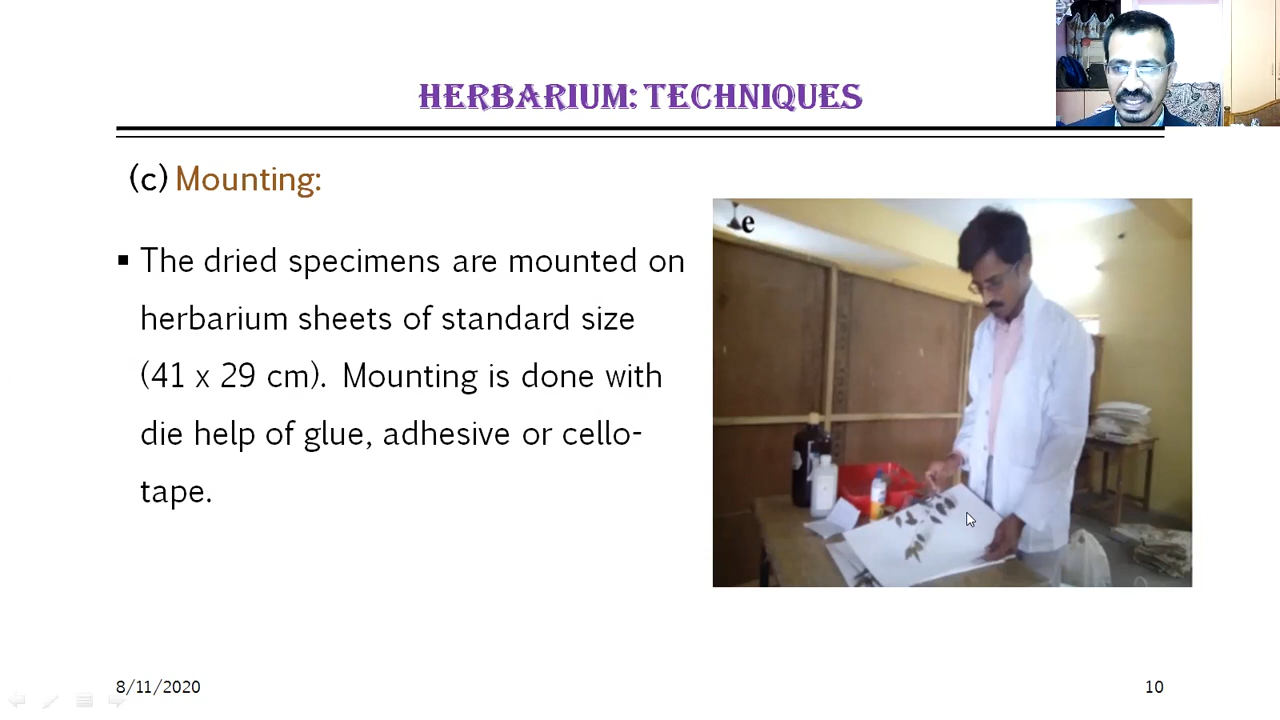 HERBARIUM: TECHNIQUES
(c) Mounting:
▪ The dried specimens are mounted on
herbarium sheets of standard size
(41 x 29 cm). Mounting is done with
die help of glue, adhesive or cello-
tape.
e
8/11/2020
10